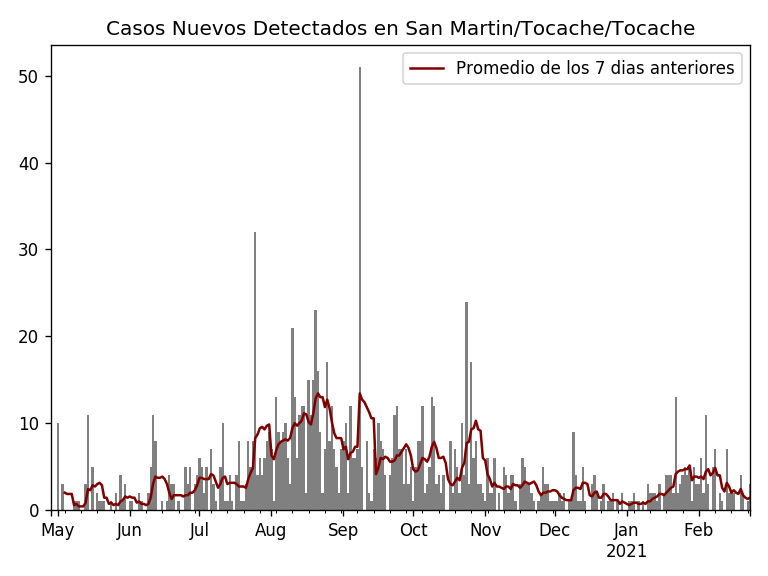 Casos Nuevos Detectados en San Martin/Tocache/Tocache
Promedio de los 7 dias anteriores
50
40
30
20
10
0
May Jun Jul Aug Sep Oct Nov Dec Jan Feb
2021